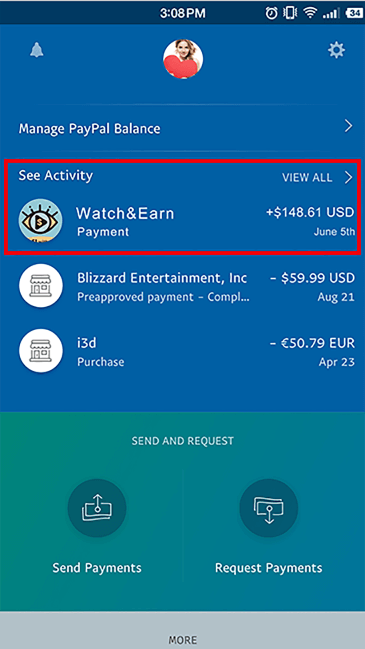 3:08PM 34
Manage PayPal Balance
See Activity VIEW ALL
Watch&Earn +$148.61 USD
Payment June 5th
Blizzard Entertainment, Inc - $59.99 USD
Preapproved payment - Compl... Aug 21
i3d - €50.79 EUR
Purchase Apr 23
SEND AND REQUEST
Send Payments Request Payments
MORE